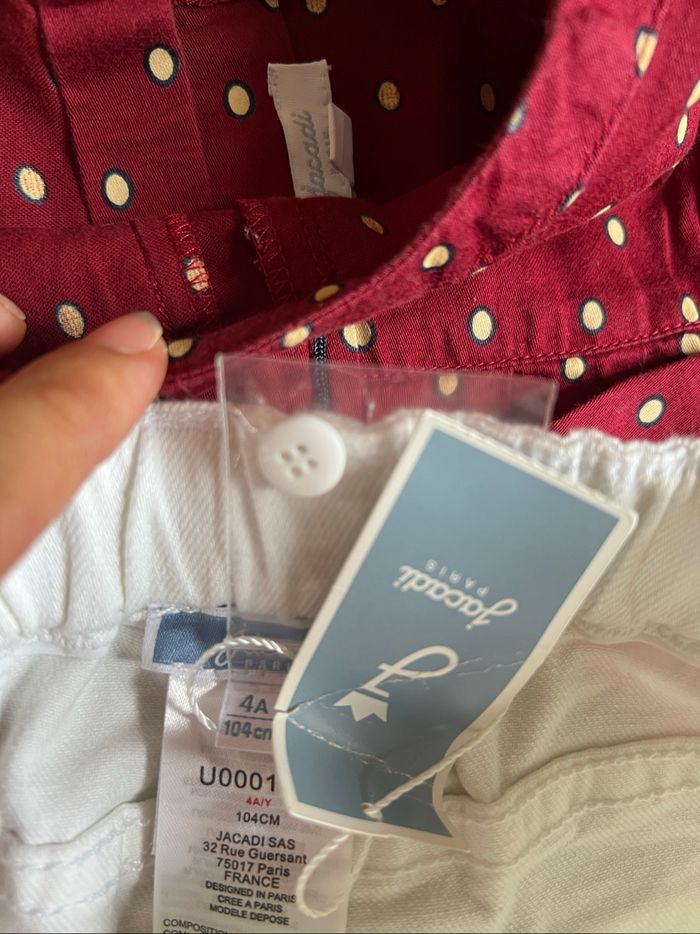 jacadi
jacadi
PARIS
PARIS
4A
104cm
U0001
4A/Y
104CM
JACADI SAS
32 Rue Guersant
75017 Paris
FRANCE
DESIGNED IN PARIS
CREE A PARIS
MODELE DEPOSE